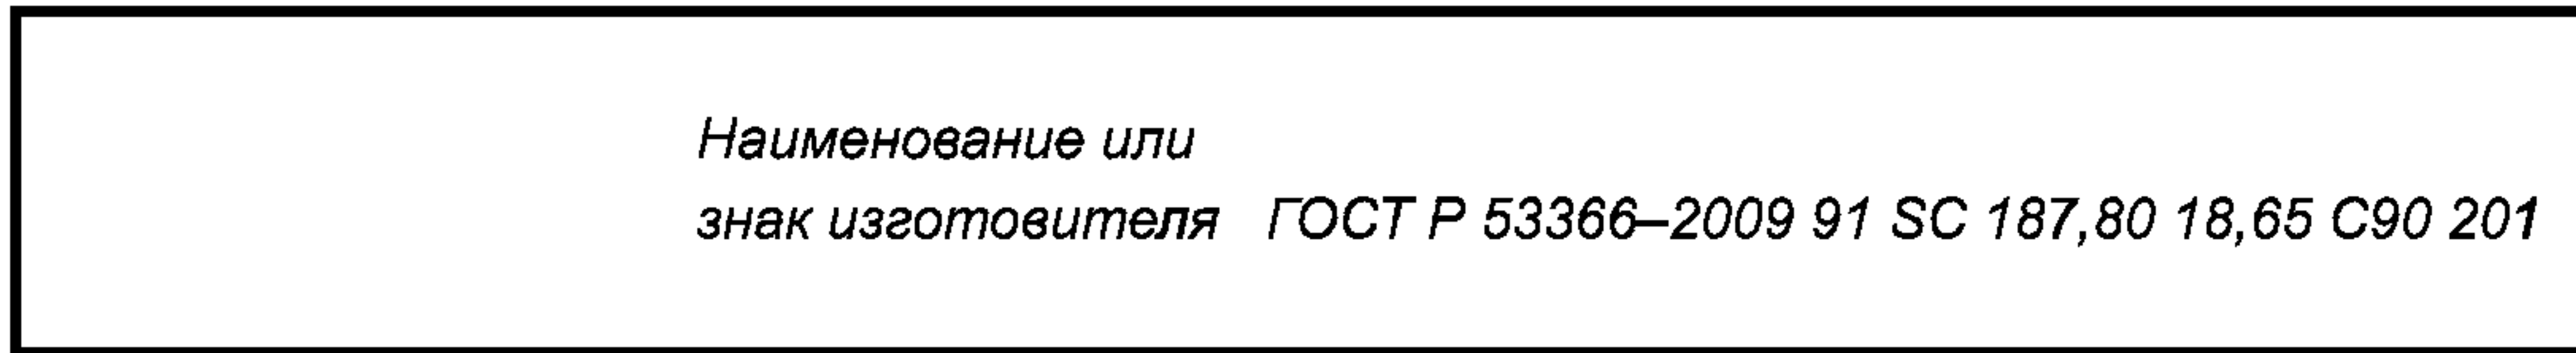 Наименование или
знак изготовителя ГОСТ Р 53366–2009 91 SC 187,80 18,65 C90 201